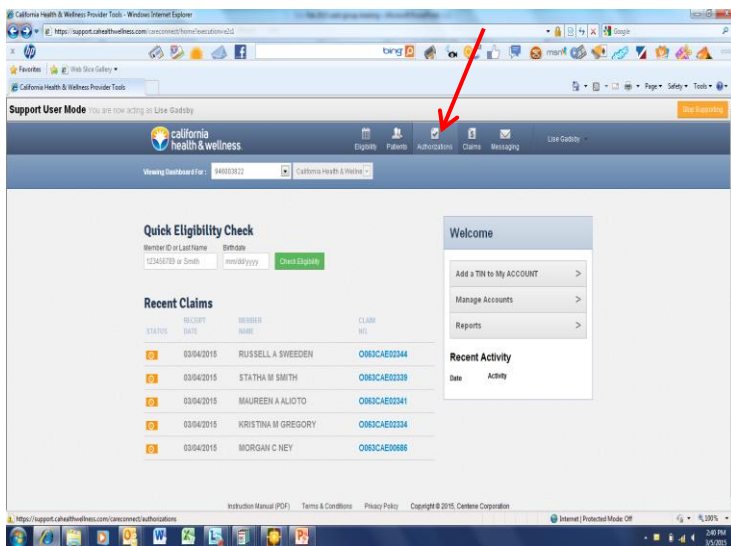 California Health & Wellness Provider Tools - Windows Internet Explorer
https://support.cahealthwellness.com/careconnect/home?execution=e2s1
Google
hp
bing
msn
Favorites
Web Slice Gallery
California Health & Wellness Provider Tools
Page Safety Tools
Support User Mode You are now acting as Lise Gadsby
Stop Supporting
california
health & wellness.
Eligibility Patients Authorizations Claims Messaging
Lise Gadsby
Viewing Dashboard For :
California Health & Wellne
Quick Eligibility Check
Member ID or Last Name Birthdate
123456789 or Smith mm/dd/yyyy Check Eligibility
Recent Claims
STATUS RECEIPT DATE MEMBER NAME CLAIM NO.
03/04/2015 RUSSELL A SWEEDEN O063CAE02344
03/04/2015 STATHA M SMITH O063CAE02339
03/04/2015 MAUREEN A ALIOTO O063CAE02341
03/04/2015 KRISTINA M GREGORY O063CAE02334
03/04/2015 MORGAN C NEY O063CAE00686
Welcome
Add a TIN to My ACCOUNT >
Manage Accounts >
Reports >
Recent Activity
Date Activity
Instruction Manual (PDF) Terms & Conditions Privacy Policy Copyright © 2015, Centene Corporation
https://support.cahealthwellness.com/careconnect/authorizations
Internet | Protected Mode: Off
100%
2:40 PM
3/5/2015